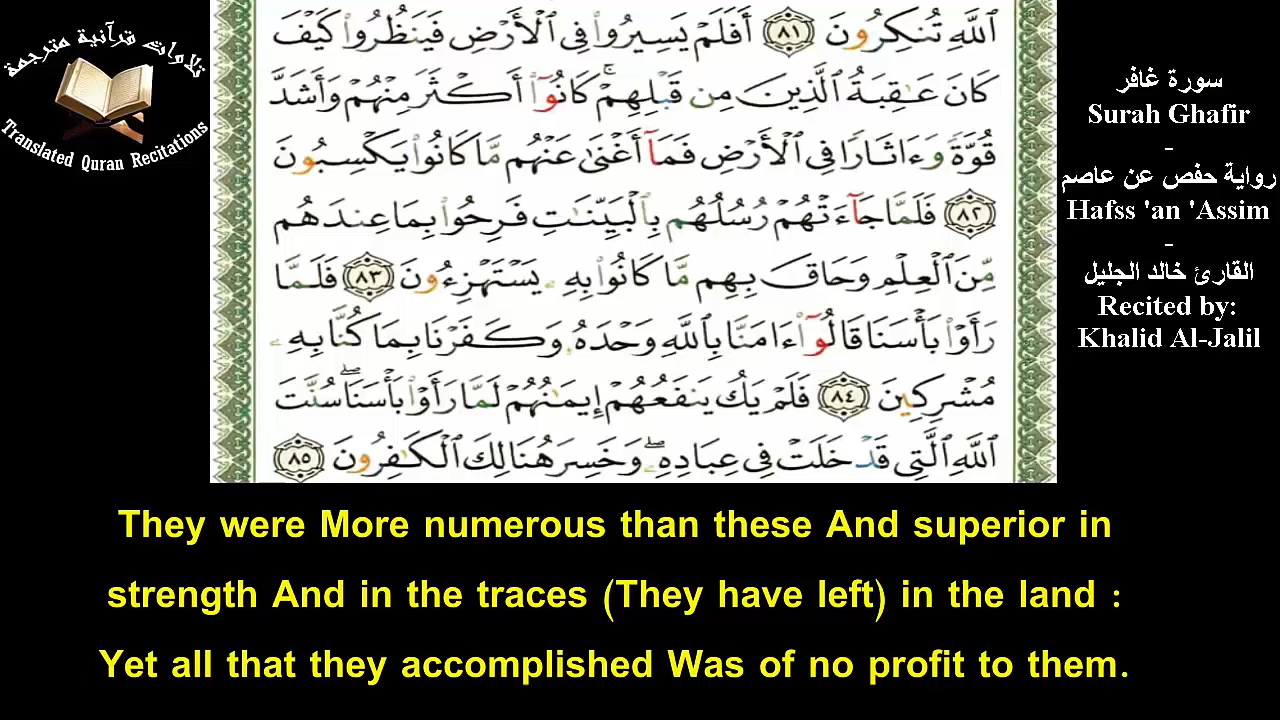 تلاوات قرآنية مترجمة
Translated Quran Recitations
ٱللَّهِ تُنكِرُونَ ٨١ أَفَلَمْ يَسِيرُوا۟ فِى ٱلْأَرْضِ فَيَنظُرُوا۟ كَيْفَ
كَانَ عَـٰقِبَةُ ٱلَّذِينَ مِن قَبْلِهِمْ ۚ كَانُوٓا۟ أَكْثَرَ مِنْهُمْ وَأَشَدَّ
قُوَّةً وَءَاثَارًا فِى ٱلْأَرْضِ فَمَآ أَغْنَىٰ عَنْهُم مَّا كَانُوا۟ يَكْسِبُونَ
٨٢ فَلَمَّا جَآءَتْهُمْ رُسُلُهُم بِٱلْبَيِّنَـٰتِ فَرِحُوا۟ بِمَا عِندَهُم
مِّنَ ٱلْعِلْمِ وَحَاقَ بِهِم مَّا كَانُوا۟ بِهِۦ يَسْتَهْزِءُونَ ٨٣ فَلَمَّا
رَأَوْا۟ بَأْسَنَا قَالُوٓا۟ ءَامَنَّا بِٱللَّهِ وَحْدَهُۥ وَكَفَرْنَا بِمَا كُنَّا بِهِۦ
مُشْرِكِينَ ٨٤ فَلَمْ يَكُ يَنفَعُهُمْ إِيمَـٰنُهُمْ لَمَّا رَأَوْا۟ بَأْسَنَا ۖ سُنَّتَ
ٱللَّهِ ٱلَّتِى قَدْ خَلَتْ فِى عِبَادِهِۦ ۖ وَخَسِرَ هُنَالِكَ ٱلْكَـٰفِرُونَ ٨٥
سورة غافر
Surah Ghafir
-
رواية حفص عن عاصم
Hafss 'an 'Assim
-
القارئ خالد الجليل
Recited by:
Khalid Al-Jalil
They were More numerous than these And superior in
strength And in the traces (They have left) in the land :
Yet all that they accomplished Was of no profit to them.